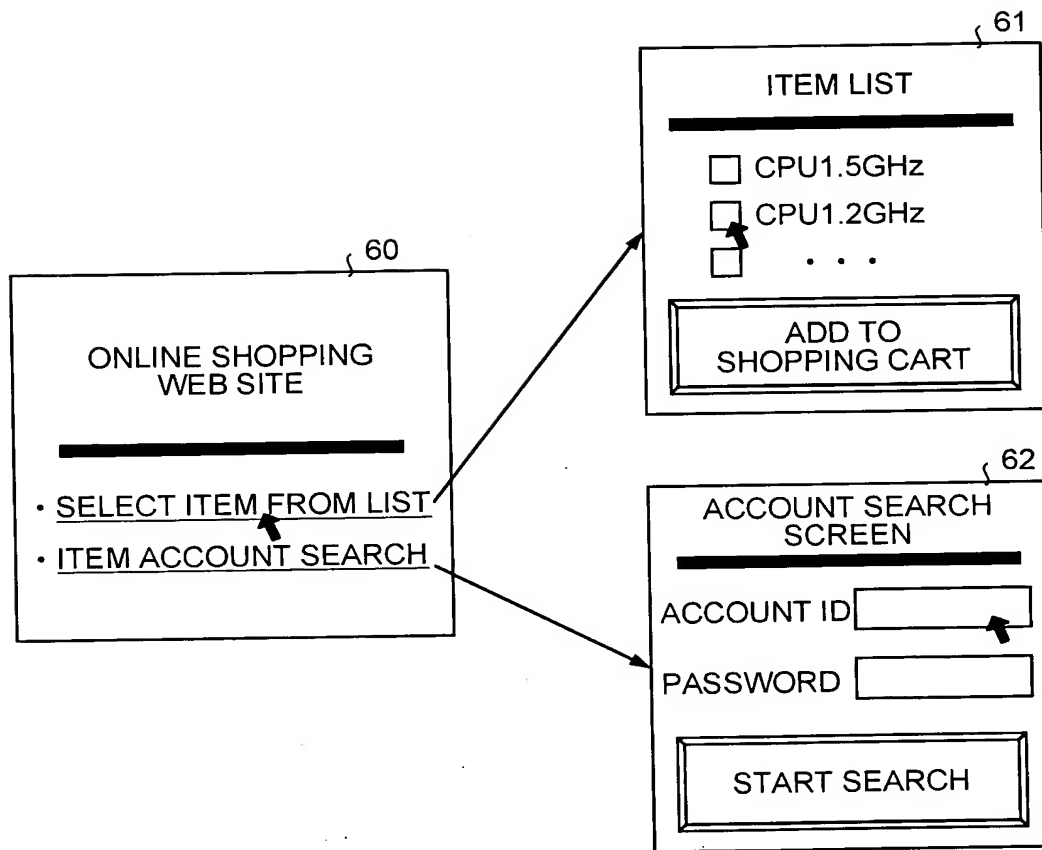 60
ONLINE SHOPPING
WEB SITE
· SELECT ITEM FROM LIST
· ITEM ACCOUNT SEARCH
61
ITEM LIST
CPU1.5GHz
CPU1.2GHz
· · ·
ADD TO
SHOPPING CART
62
ACCOUNT SEARCH
SCREEN
ACCOUNT ID
PASSWORD
START SEARCH